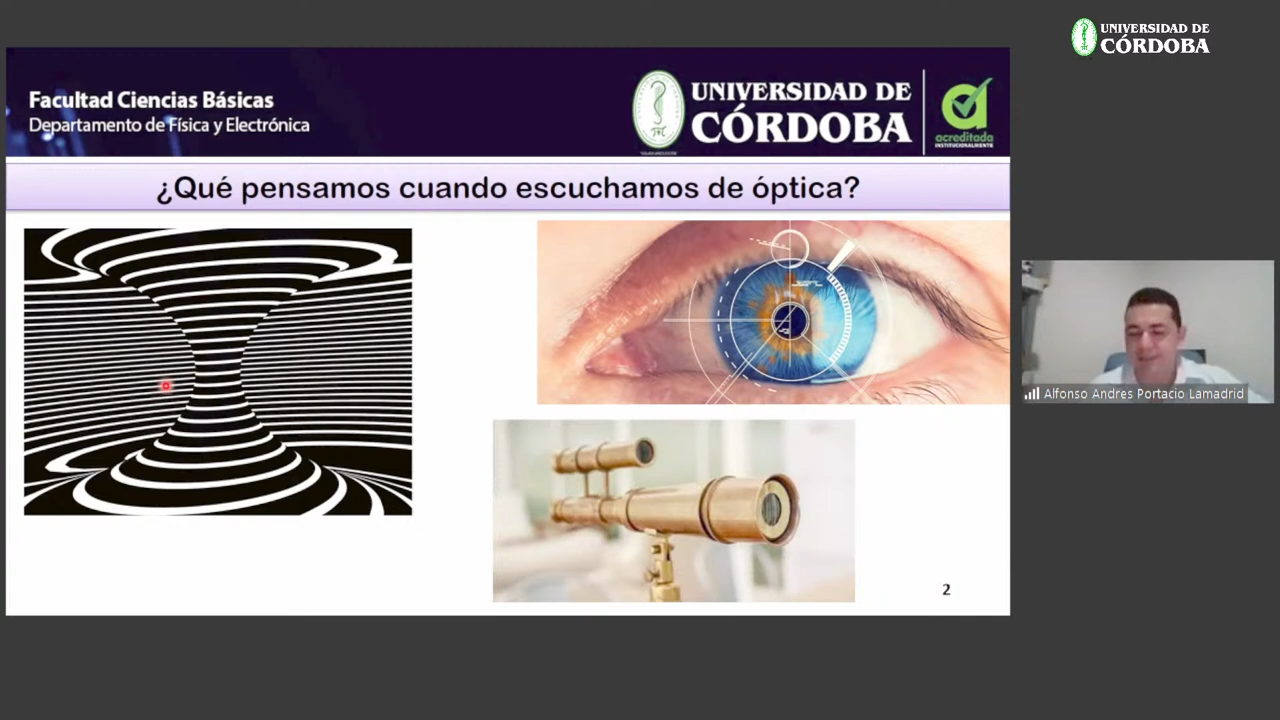 Facultad Ciencias Básicas
Departamento de Física y Electrónica
UNIVERSIDAD DE
CÓRDOBA
acreditada
INSTITUCIONALMENTE
UNIVERSIDAD DE
CÓRDOBA
¿Qué pensamos cuando escuchamos de óptica?
Alfonso Andres Portacio Lamadrid
2